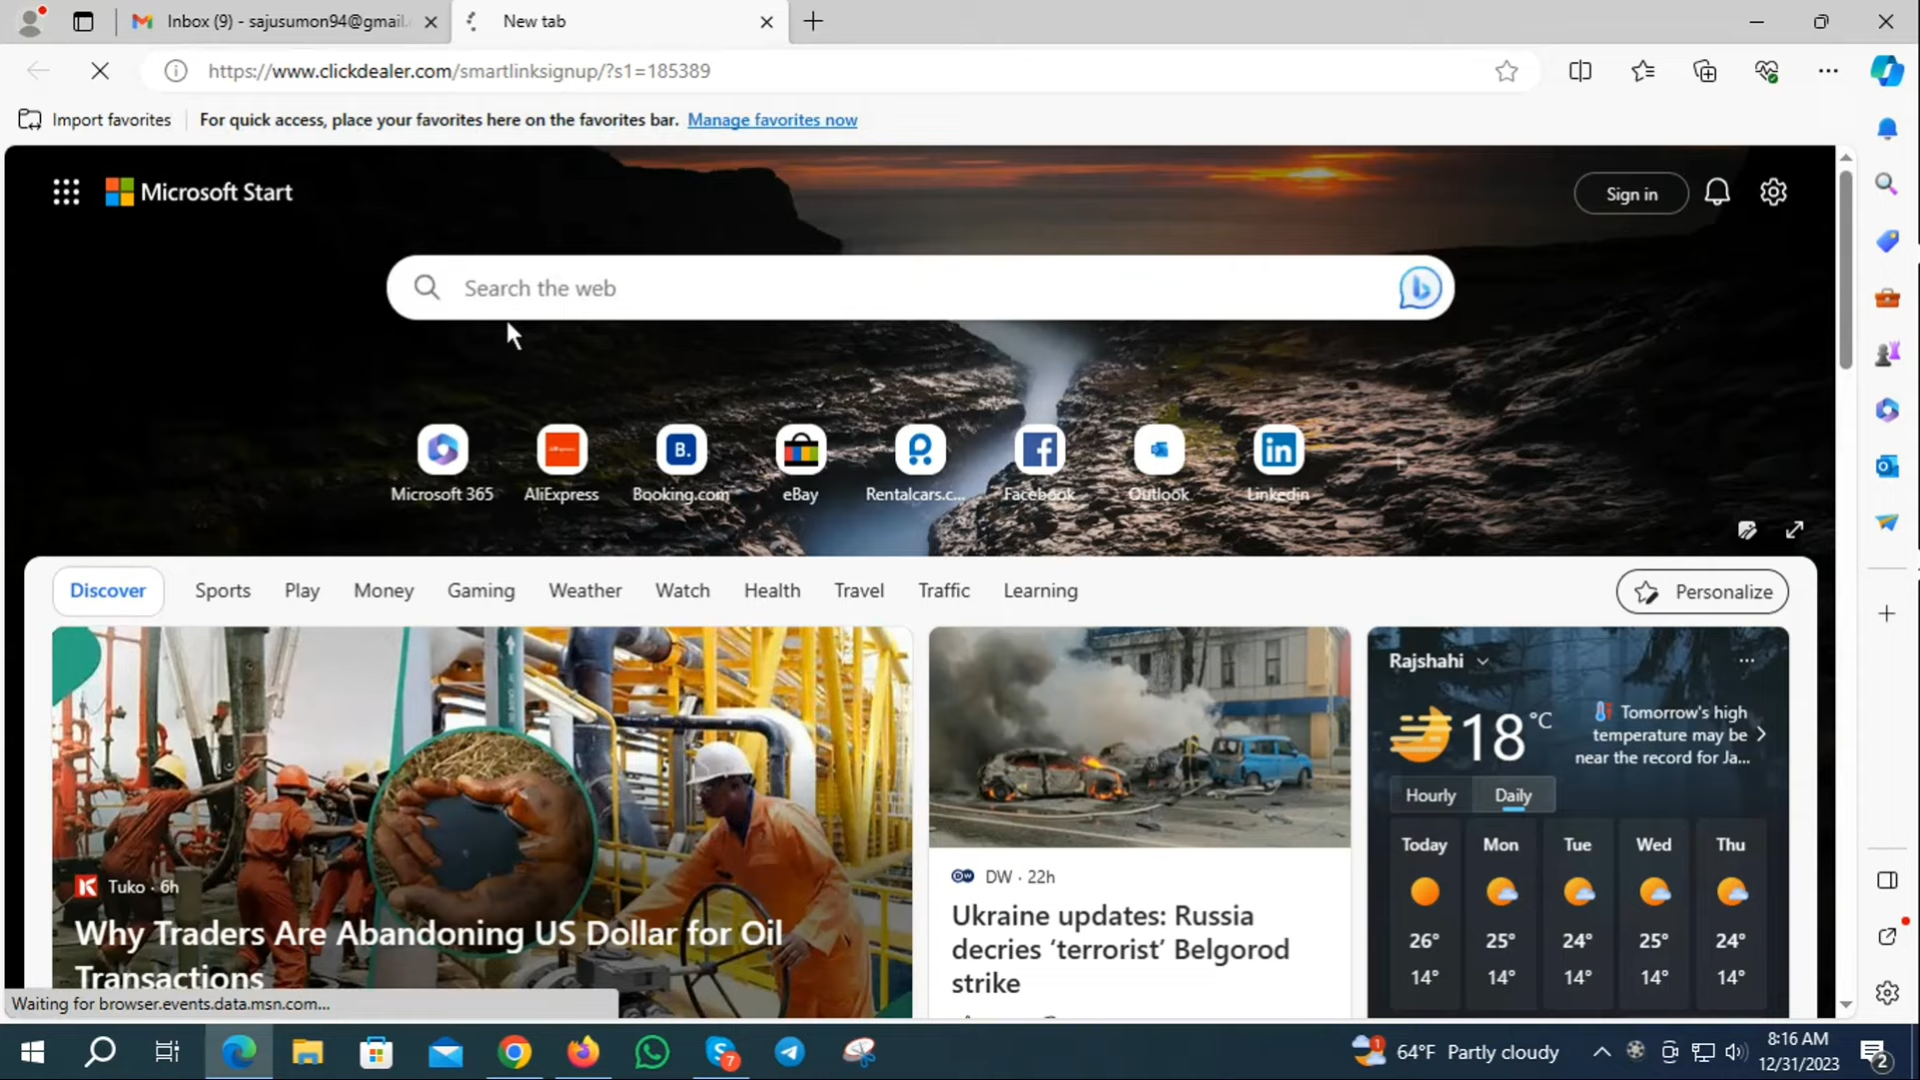 Inbox (9) - sajusumon94@gmail.
New tab
https://www.clickdealer.com/smartlinksignup/?s1=185389
Import favorites
For quick access, place your favorites here on the favorites bar. Manage favorites now
Microsoft Start
Sign in
Search the web
Microsoft 365
AliExpress
Booking.com
eBay
Rentalcars.c...
Facebook
Outlook
Linkedin
Discover
Sports
Play
Money
Gaming
Weather
Watch
Health
Travel
Traffic
Learning
Personalize
Tuko · 6h
Why Traders Are Abandoning US Dollar for Oil
Transactions
DW · 22h
Ukraine updates: Russia
decries ‘terrorist’ Belgorod
strike
Rajshahi
18 °C
Tomorrow's high
temperature may be
near the record for Ja...
Hourly
Daily
Today Mon Tue Wed Thu
26° 25° 24° 25° 24°
14° 14° 14° 14° 14°
Waiting for browser.events.data.msn.com...
64°F Partly cloudy
8:16 AM
12/31/2023